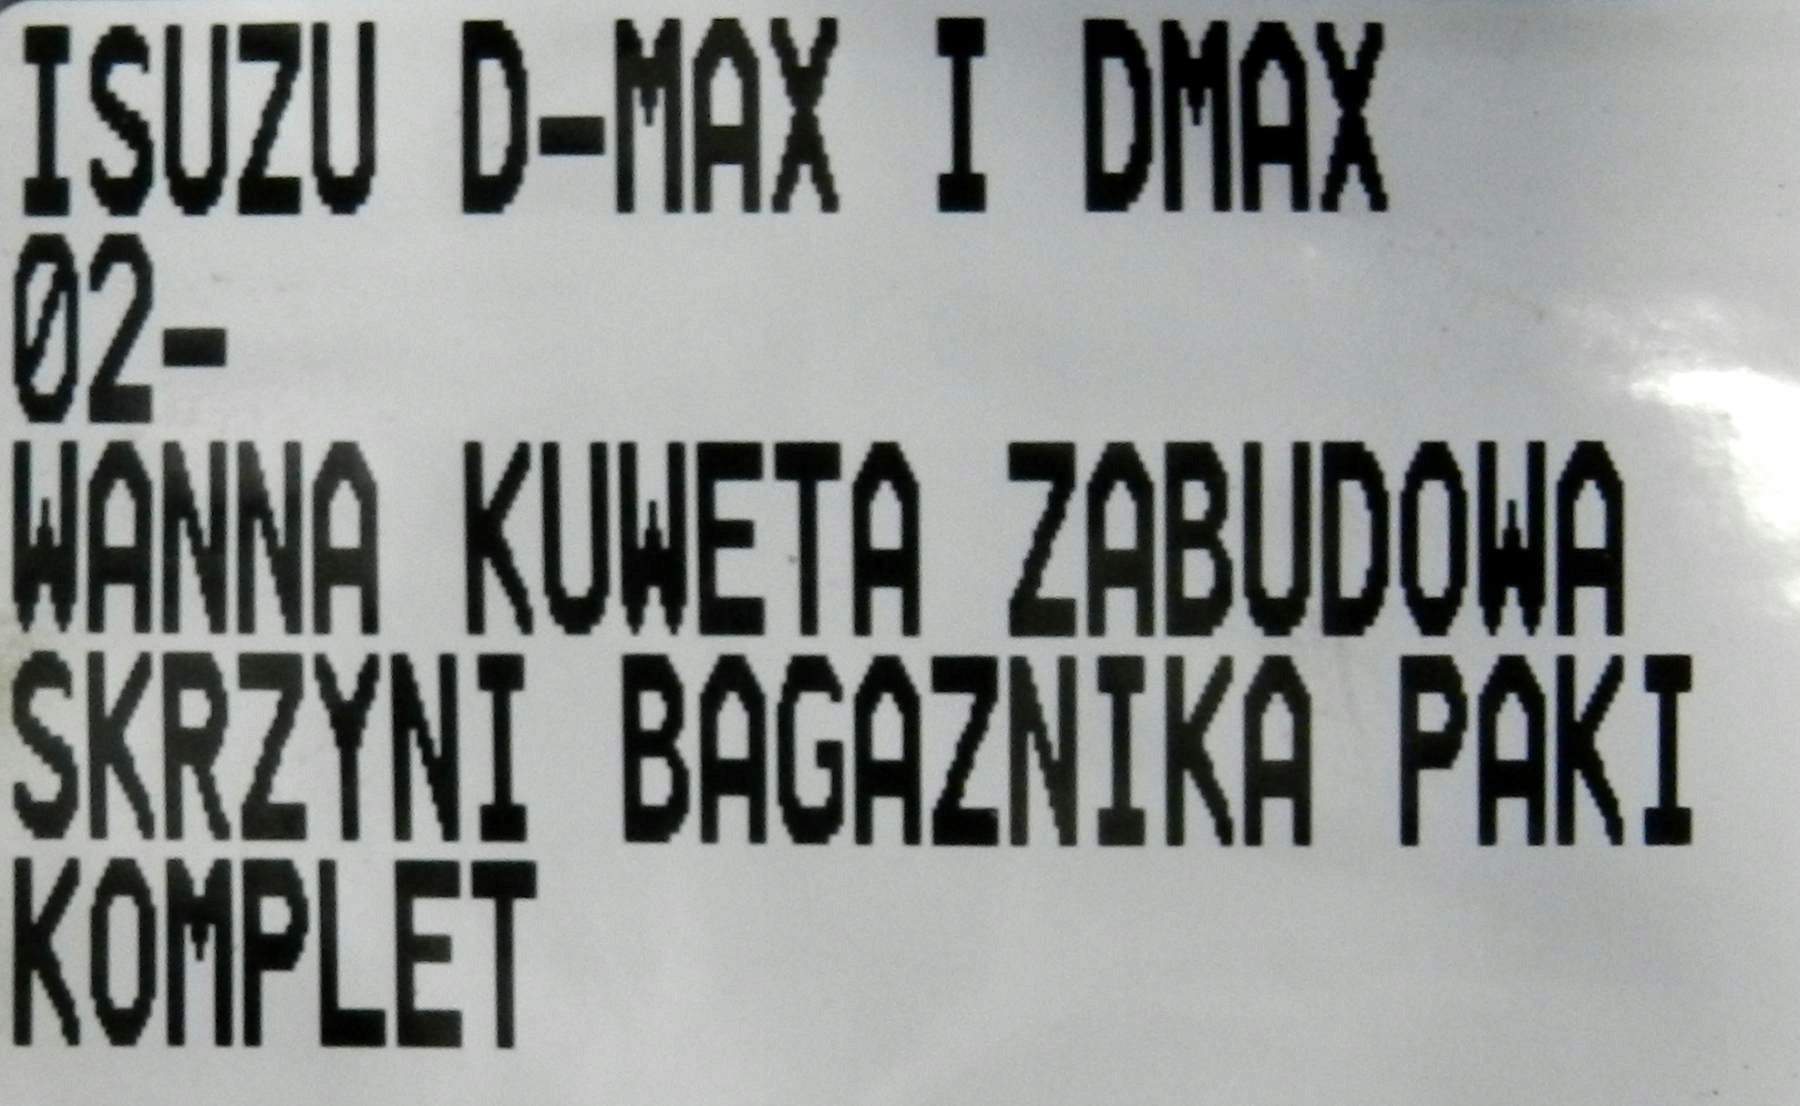 ISUZU D-MAX I DMAX
02-
WANNA KUWETA ZABUDOWA
SKRZYNI BAGAZNIKA PAKI
KOMPLET